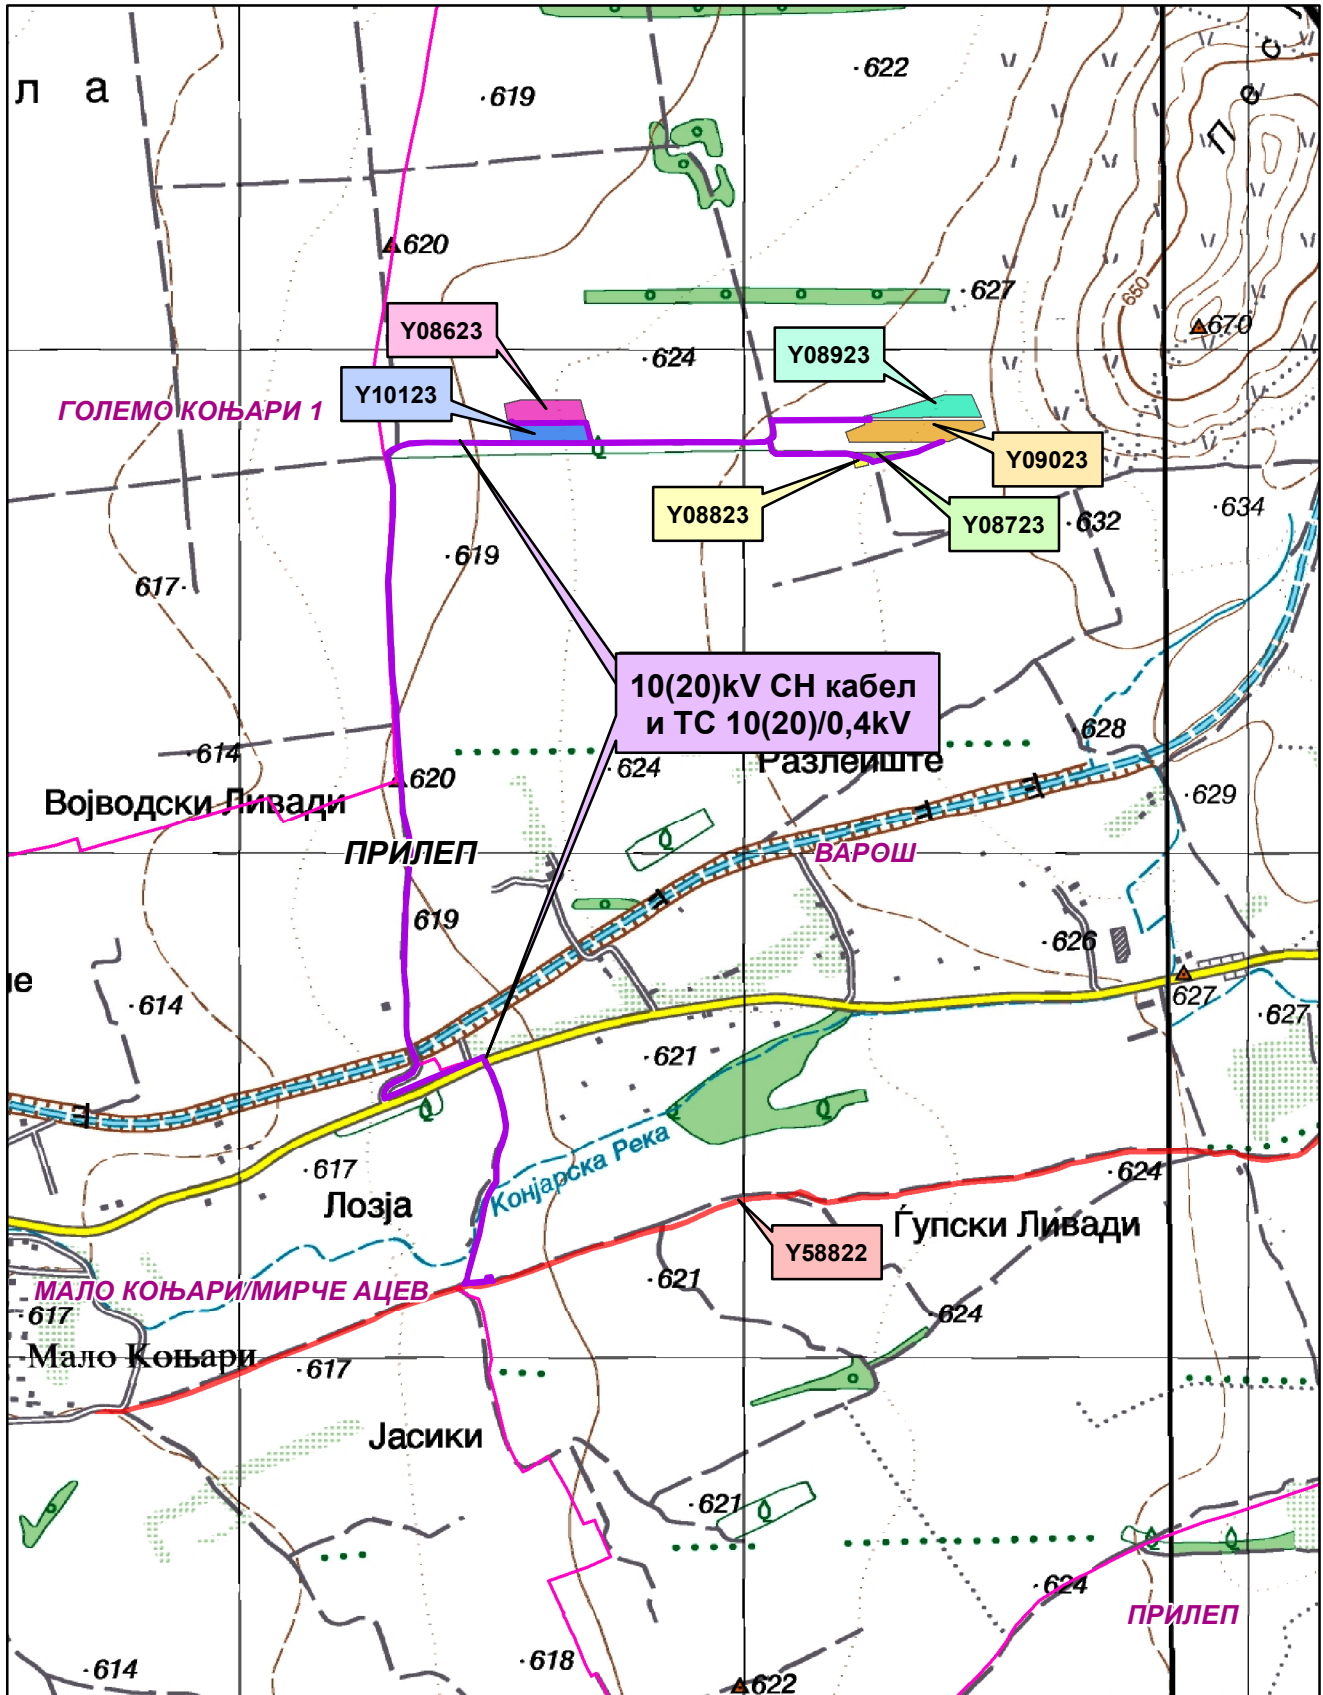 л а
619
622
Пес
620
627
650
670
Y08623
624
Y08923
Y10123
ГОЛЕМО КОЊАРИ 1
Y09023
Y08823
Y08723
632
634
619
617
10(20)kV СН кабел
и ТС 10(20)/0,4kV
628
614
620
624
Разлеиште
629
Војводски Ливади
ПРИЛЕП
ВАРОШ
619
626
ле
614
627
627
621
617
Конјарска Река
624
Лозја
Ѓупски Ливади
Y58822
621
МАЛО КОЊАРИ/МИРЧЕ АЦЕВ
617
624
Мало Коњари
617
Јасики
621
624
ПРИЛЕП
618
614
622